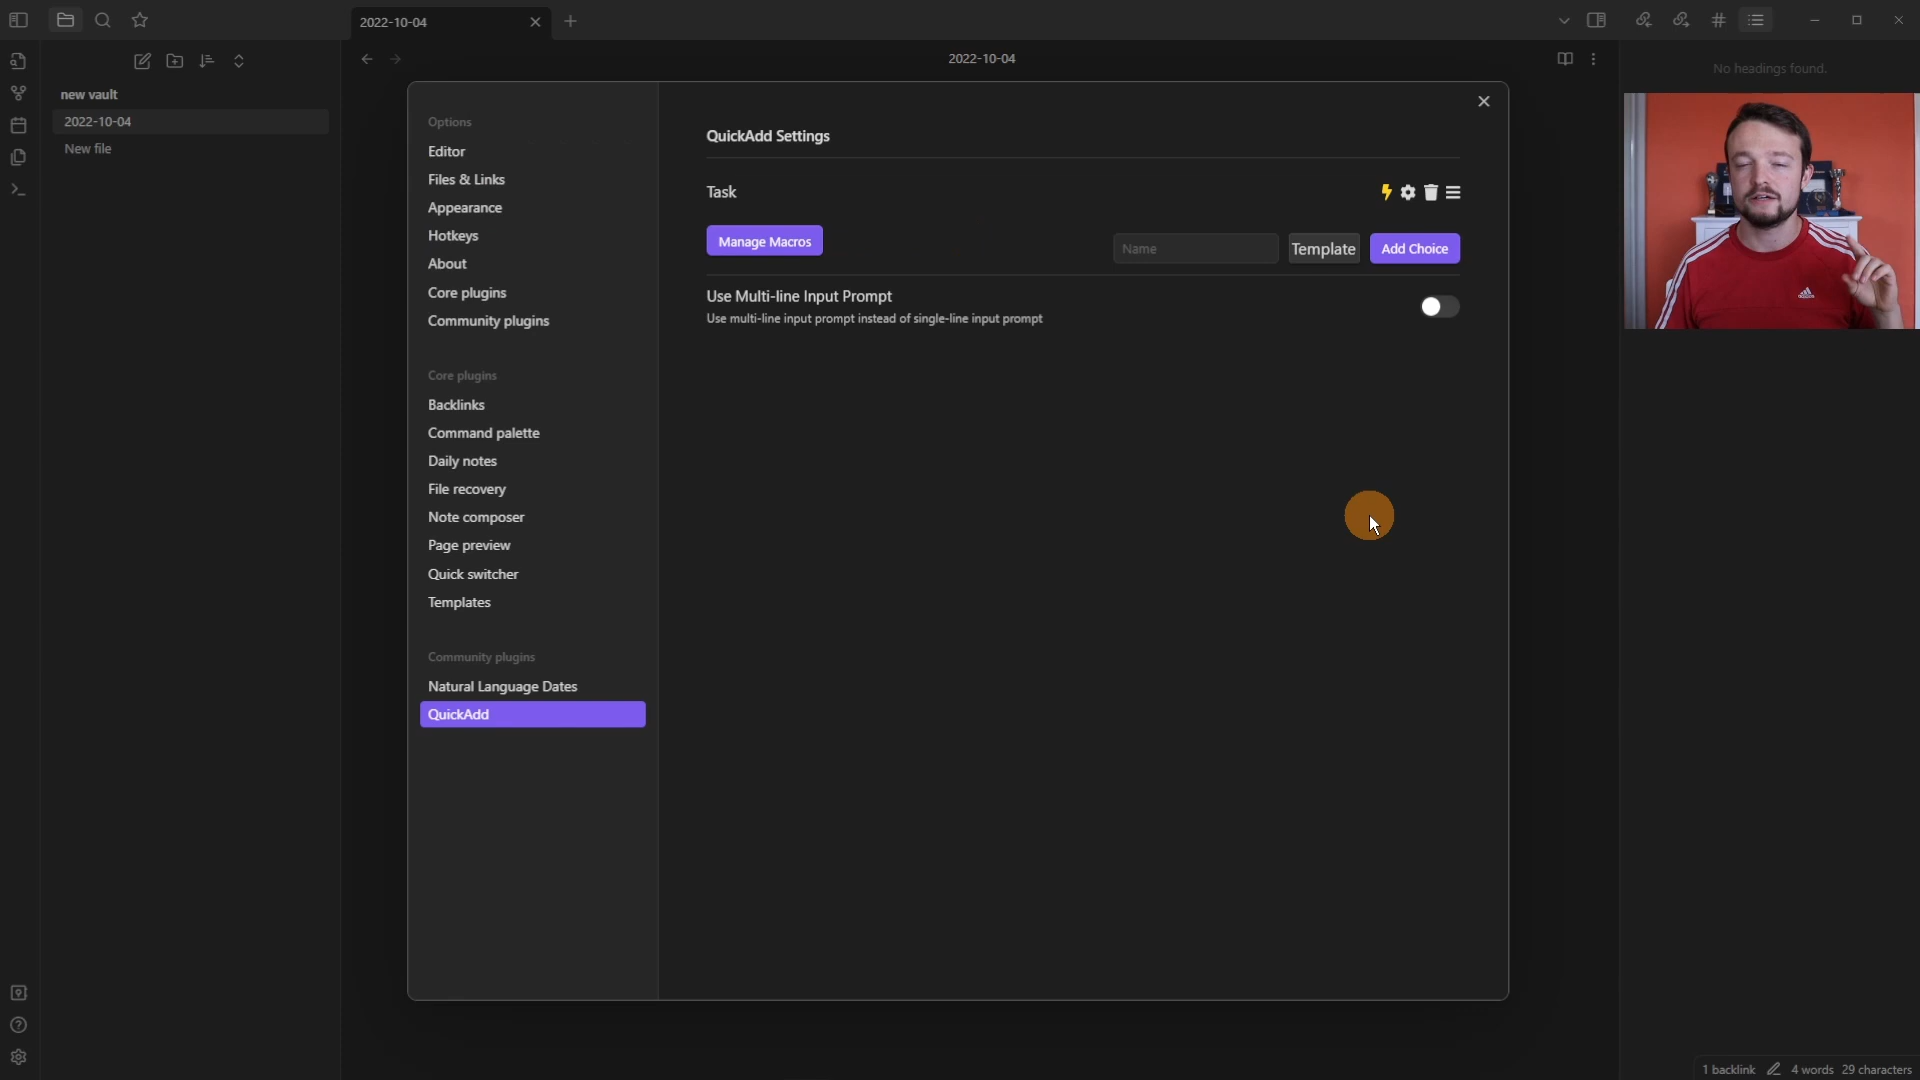 2022-10-04
2022-10-04
No headings found.
new vault
2022-10-04
New file
Options
Editor
Files & Links
Appearance
Hotkeys
About
Core plugins
Community plugins
Core plugins
Backlinks
Command palette
Daily notes
File recovery
Note composer
Page preview
Quick switcher
Templates
Community plugins
Natural Language Dates
QuickAdd
QuickAdd Settings
Task
Manage Macros
Name
Template
Add Choice
Use Multi-line Input Prompt
Use multi-line input prompt instead of single-line input prompt
adidas
1 backlink 4 words 29 characters